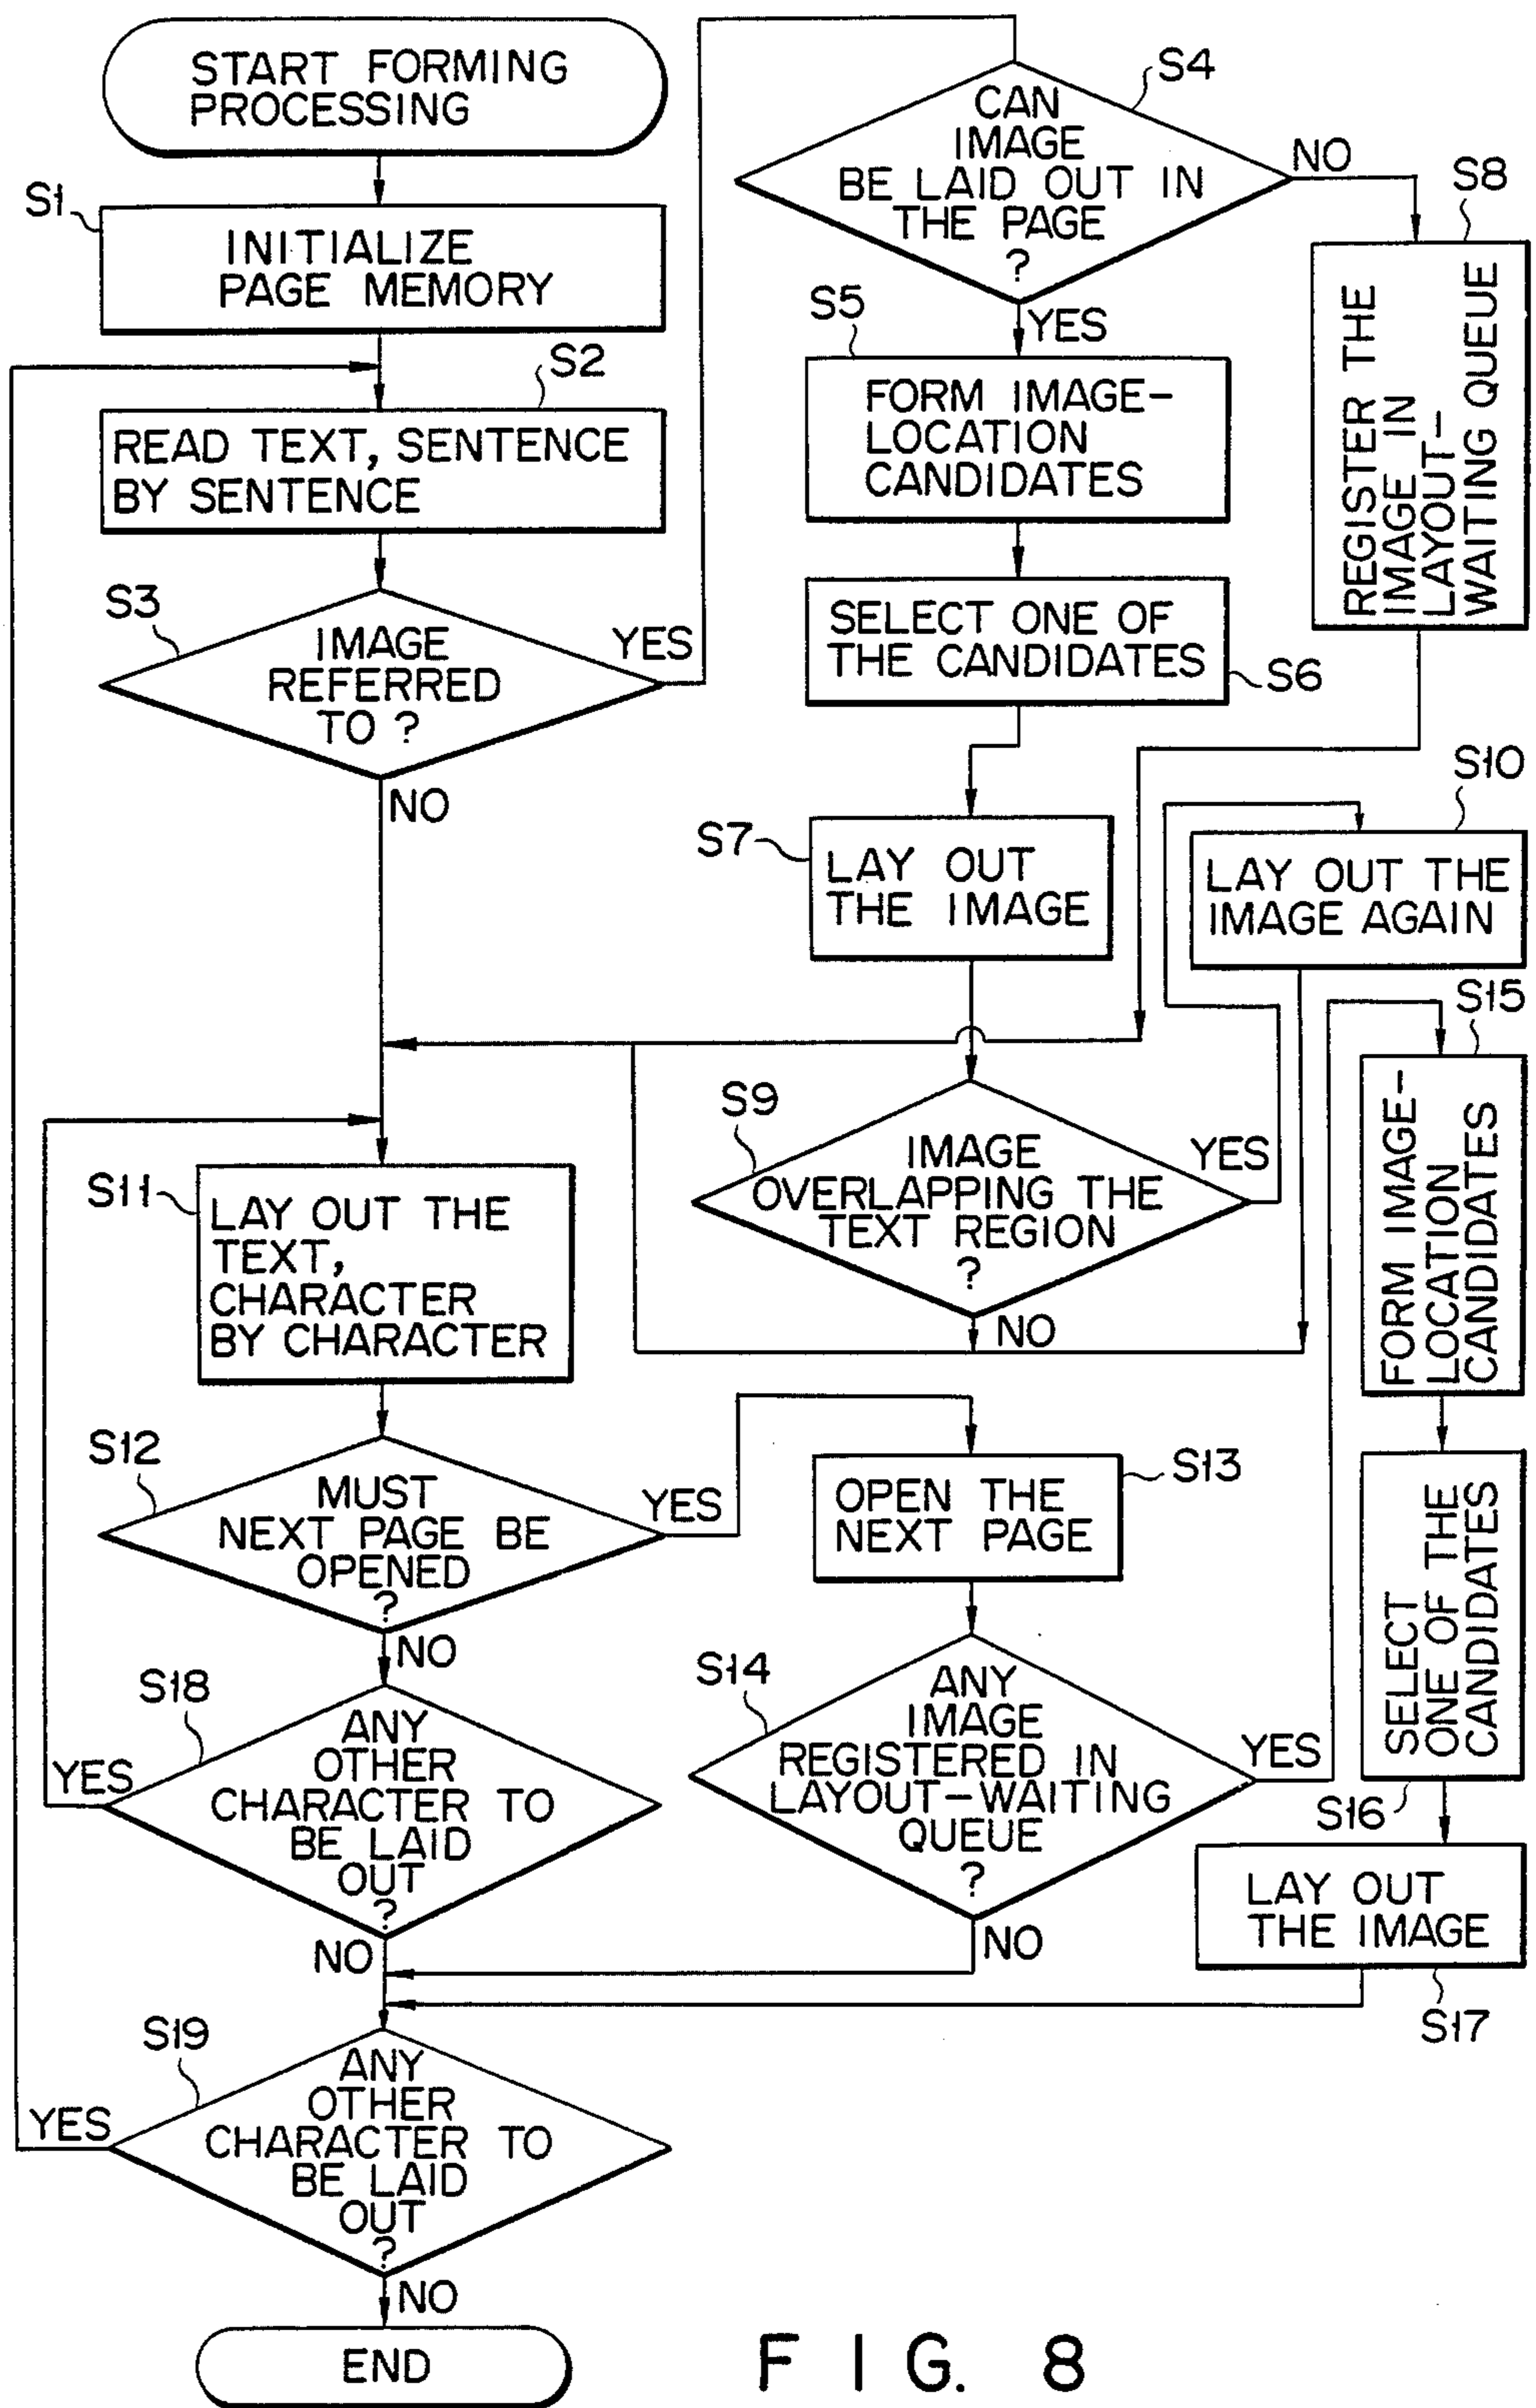 START FORMING
PROCESSING
S1
INITIALIZE
PAGE MEMORY
S2
READ TEXT, SENTENCE
BY SENTENCE
S3
IMAGE
REFERRED
TO ?
YES
NO
S4
CAN
IMAGE
BE LAID OUT IN
THE PAGE
?
NO
YES
S8
REGISTER THE
IMAGE IN
LAYOUT-
WAITING QUEUE
S5
FORM IMAGE-
LOCATION
CANDIDATES
SELECT ONE OF
THE CANDIDATES
S6
S7
LAY OUT
THE IMAGE
S10
LAY OUT THE
IMAGE AGAIN
S9
IMAGE
OVERLAPPING THE
TEXT REGION
?
YES
NO
S11
LAY OUT THE
TEXT,
CHARACTER
BY CHARACTER
S12
MUST
NEXT PAGE BE
OPENED
?
YES
NO
S13
OPEN THE
NEXT PAGE
S14
ANY
IMAGE
REGISTERED IN
LAYOUT-WAITING
QUEUE
?
YES
NO
S15
FORM IMAGE-
LOCATION
CANDIDATES
SELECT
ONE OF THE
CANDIDATES
S16
LAY OUT
THE IMAGE
S17
S18
ANY
OTHER
CHARACTER TO
BE LAID
OUT
?
YES
NO
S19
ANY
OTHER
CHARACTER TO
BE LAID
OUT
?
YES
NO
END
FIG. 8